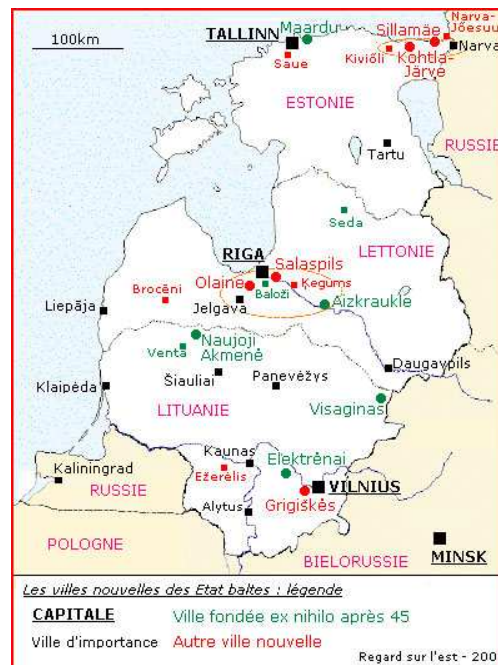 Narva-
Jõesuu
Maardu
Sillamäe
TALLINN
100km
Narva
Saue
Kiviõli
Kohtla-
Järve
ESTONIE
RUSSIE
Tartu
Seda
LETTONIE
RIGA
Salaspils
Olaine
Ķegums
Brocēni
Baloži
Liepāja
Jelgava
Aizkraukle
Naujoji
Akmenė
Venta
Daugavpils
Šiauliai
Panevėžys
Klaipėda
LITUANIE
Visaginas
Kaunas
Elektrėnai
Kaliningrad
Ežerėlis
VILNIUS
RUSSIE
Grigiškės
Alytus
POLOGNE
MINSK
BIELORUSSIE
Les villes nouvelles des Etat baltes : légende
CAPITALE
Ville fondée ex nihilo après 45
Ville d'importance
Autre ville nouvelle
Regard sur l'est - 200